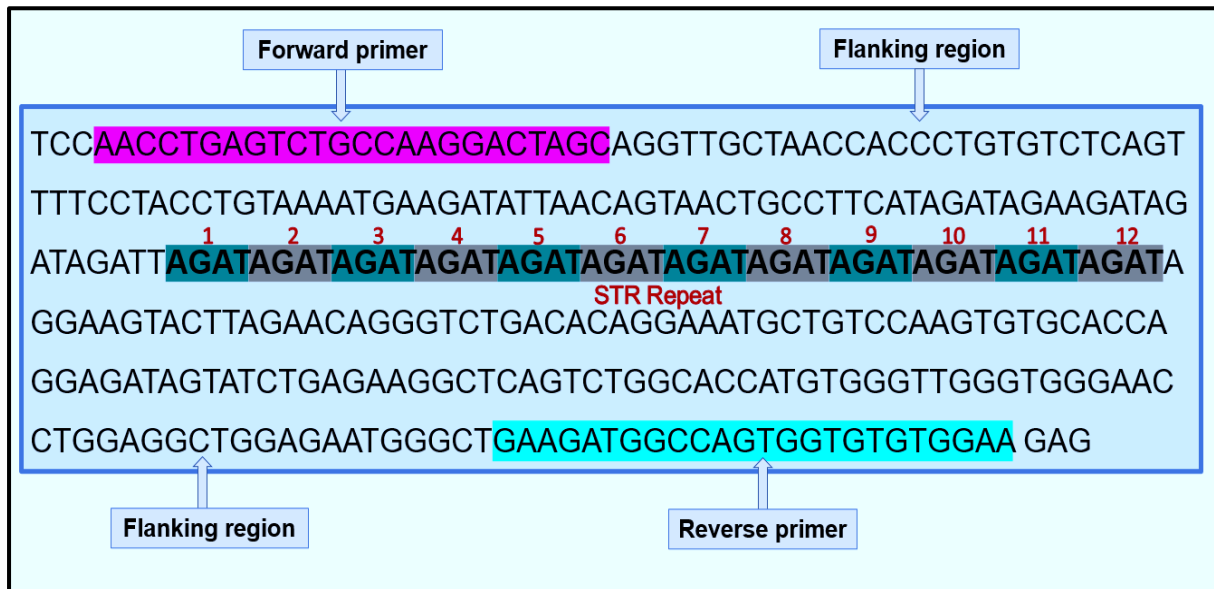 Forward primer
Flanking region
TCCAACCTGAGTCTGCCAAGGACTAGCAGGTTGCTAACCACCCTGTGTCTCAGT
TTTCCTACCTGTAAAATGAAGATATTAACAGTAACTGCCTTCATAGATAGAAGATAG
1 2 3 4 5 6 7 8 9 10 11 12
ATAGATTAGATAGATAGATAGATAGATAGATAGATAGATAGATAGATAGATAGATA
STR Repeat
GGAAGTACTTAGAACAGGGTCTGACACAGGAAATGCTGTCCAAGTGTGCACCA
GGAGATAGTATCTGAGAAGGCTCAGTCTGGCACCATGTGGGTTGGGTGGGAAC
CTGGAGGCTGGAGAATGGGCTGAAGATGGCCAGTGGTGTGTGGAA GAG
Flanking region
Reverse primer